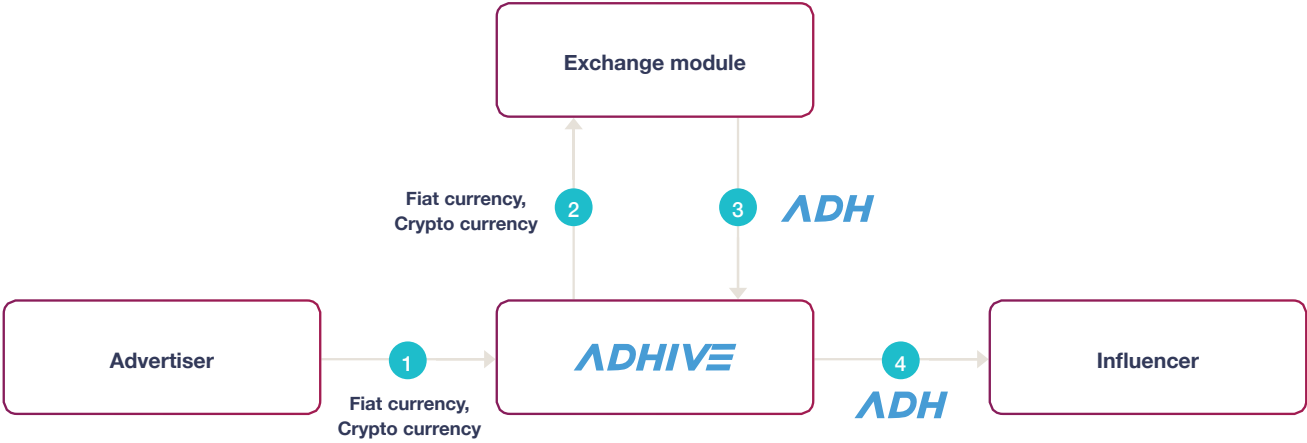 Exchange module
Fiat currency,
Crypto currency
2
3
ADH
Advertiser
1
Fiat currency,
Crypto currency
ADHIVE
4
ADH
Influencer